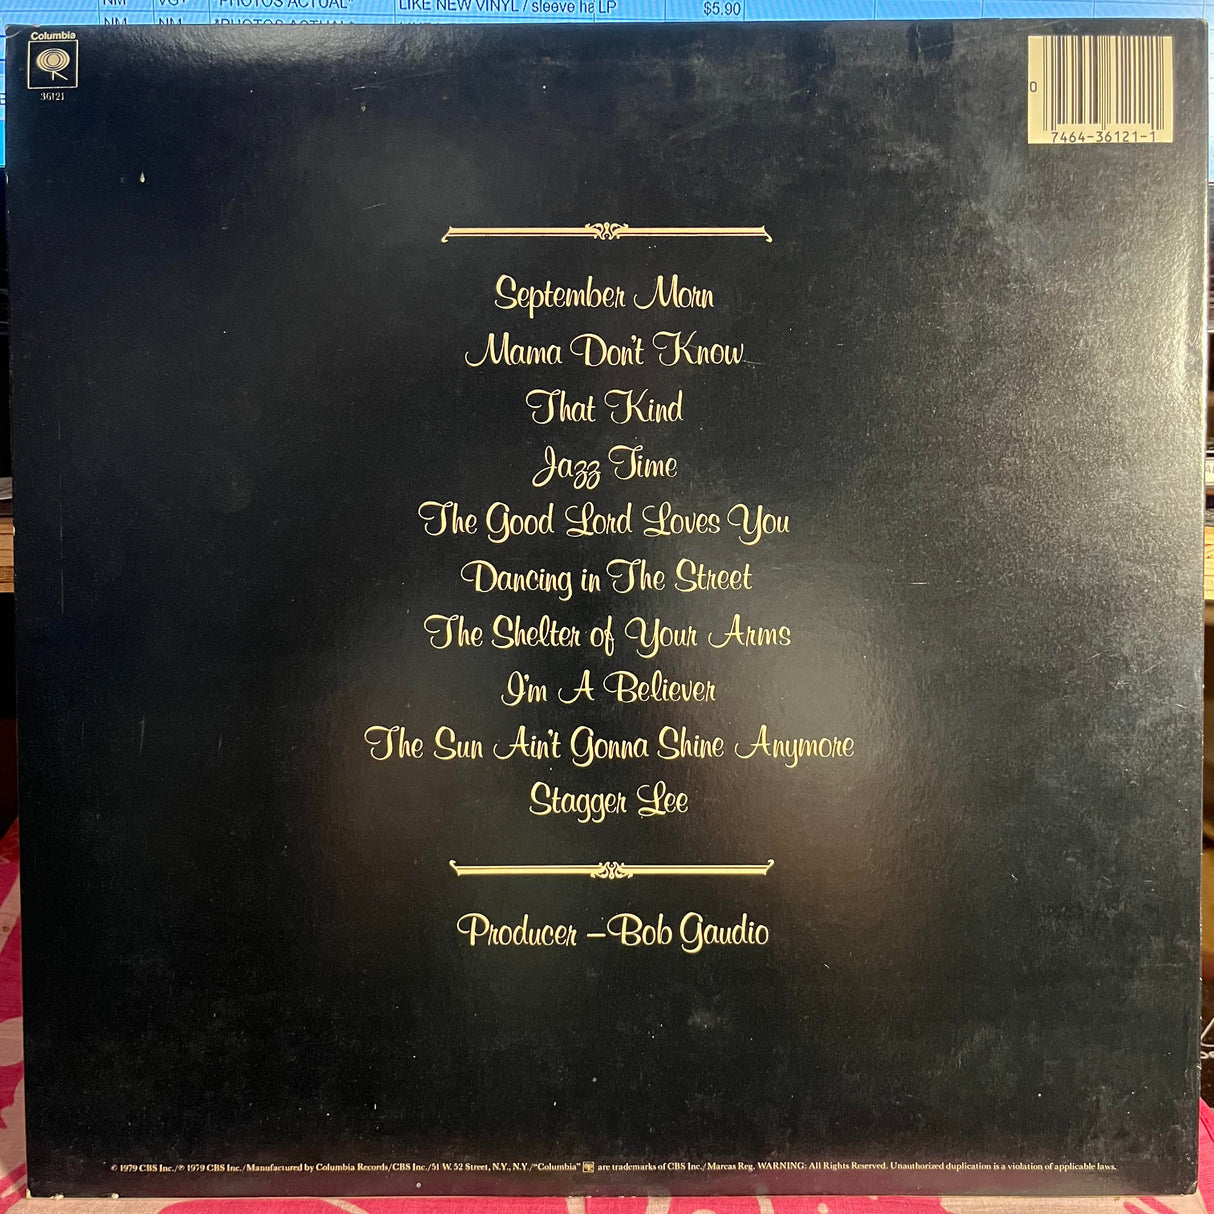 *PHOTOS ACTUAL*
LIKE NEW VINYL / sleeve ha LP
$5.90
NM NM
Columbia
36121
0
7464-36121-1
September Morn
Mama Don't Know
That Kind
Jazz Time
The Good Lord Loves You
Dancing in The Street
The Shelter of Your Arms
I'm A Believer
The Sun Ain't Gonna Shine Anymore
Stagger Lee
Producer – Bob Gaudio
© 1979 CBS Inc./℗ 1979 CBS Inc./Manufactured by Columbia Records/CBS Inc./51 W. 52 Street, N.Y., N.Y./"Columbia" are trademarks of CBS Inc./Marcas Reg. WARNING: All Rights Reserved. Unauthorized duplication is a violation of applicable laws.